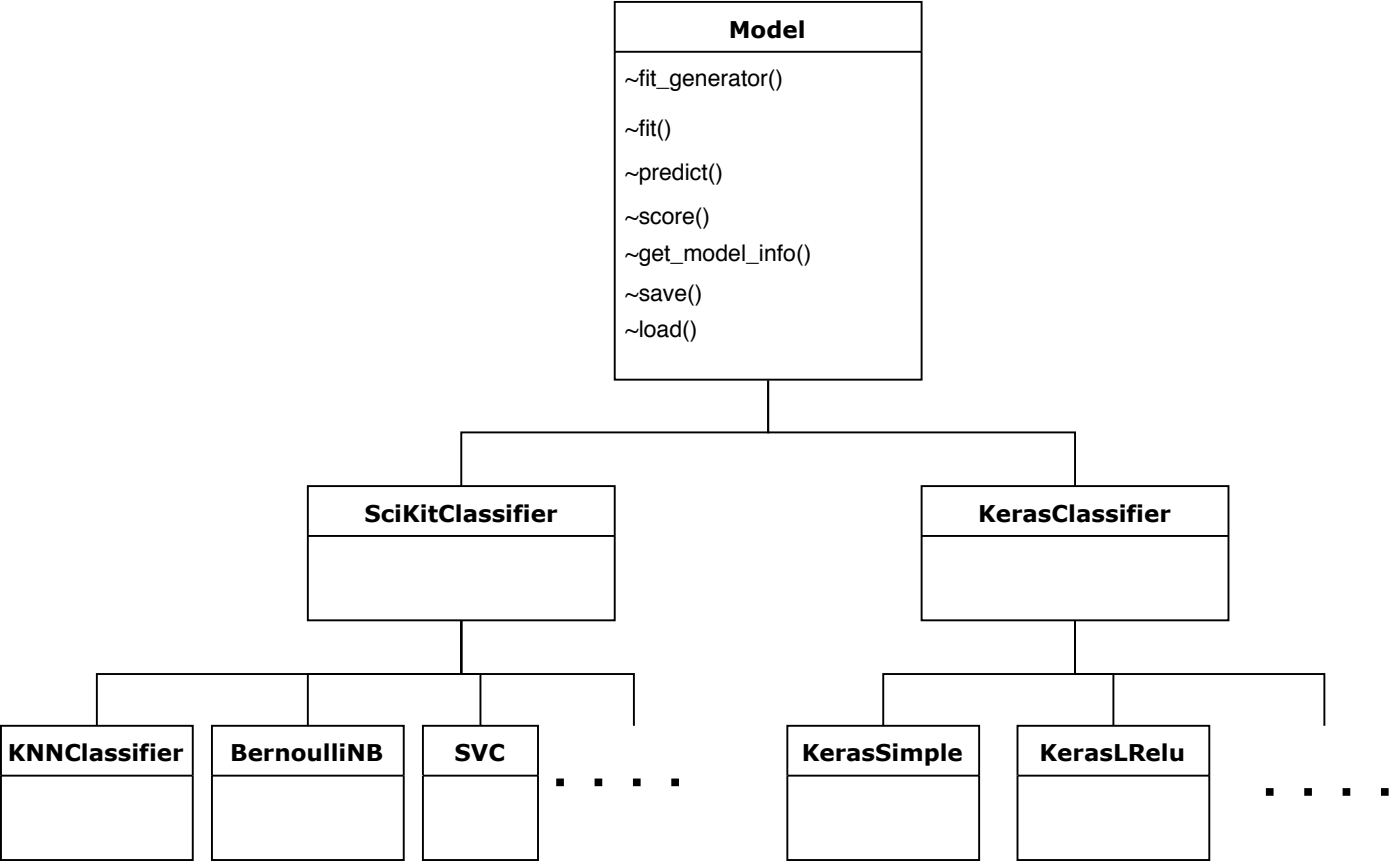 Model
~fit_generator()
~fit()
~predict()
~score()
~get_model_info()
~save()
~load()
SciKitClassifier
KerasClassifier
KNNClassifier
BernoulliNB
SVC
KerasSimple
KerasLRelu
. . . .
. . . .